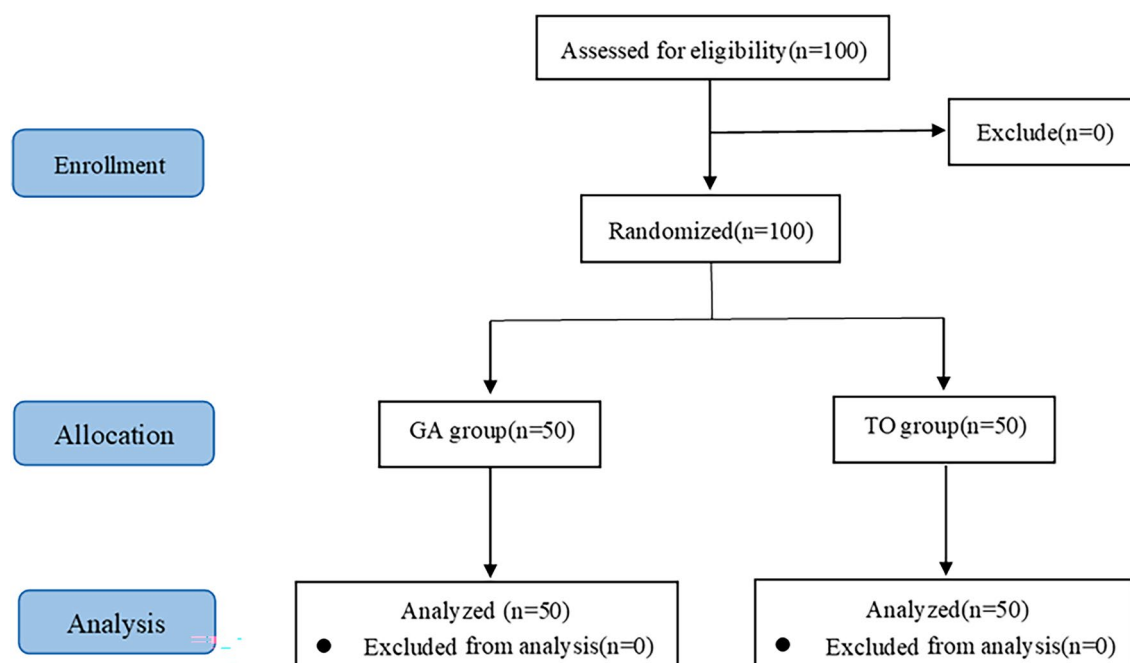 Assessed for eligibility(n=100)
Exclude(n=0)
Enrollment
Randomized(n=100)
Allocation
GA group(n=50)
TO group(n=50)
Analysis
Analyzed (n=50)
● Excluded from analysis(n=0)
Analyzed(n=50)
● Excluded from analysis(n=0)